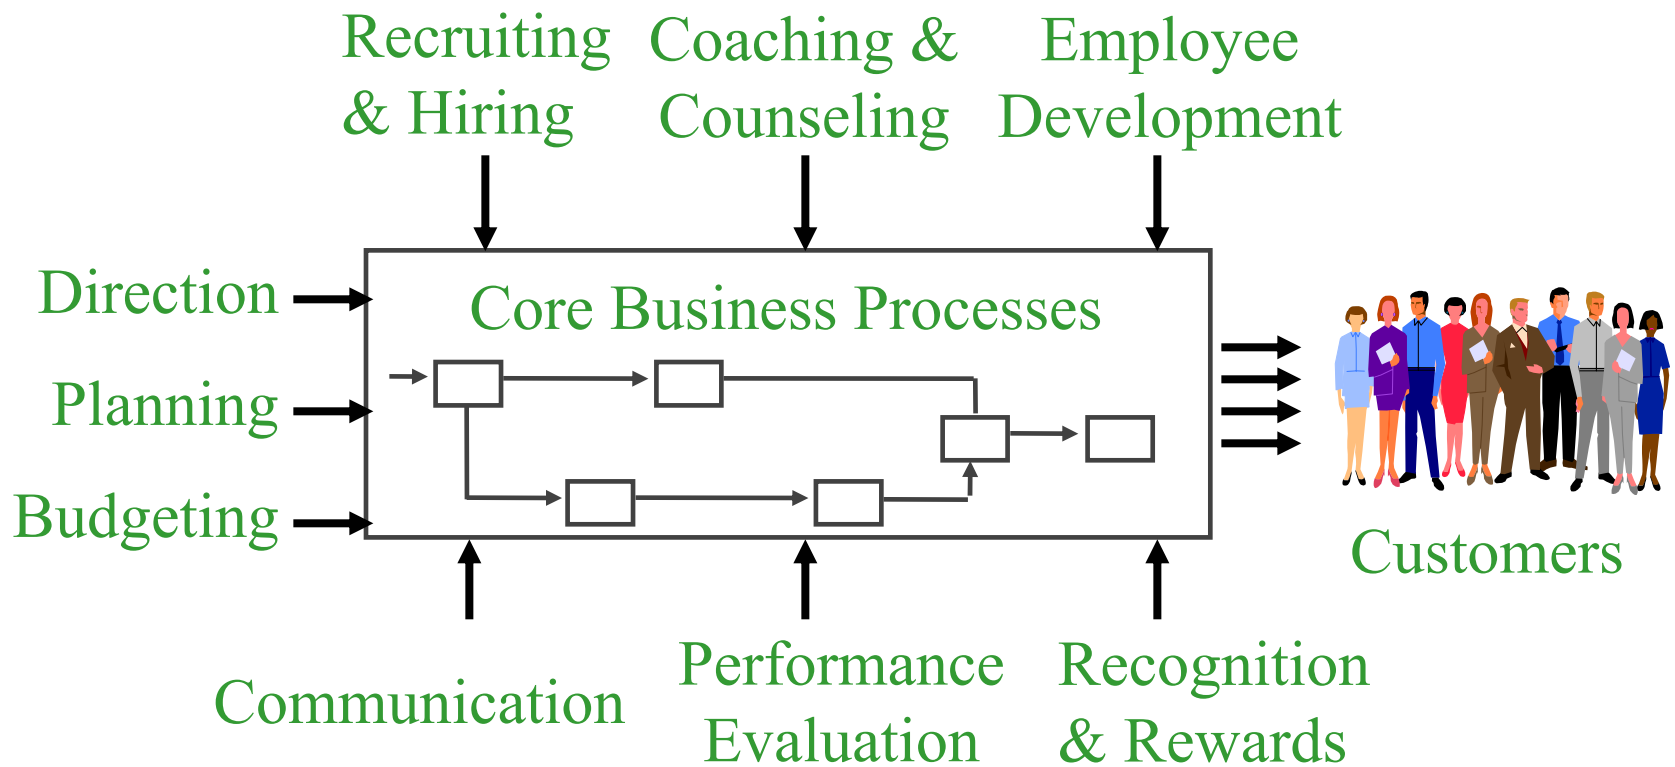 Recruiting
& Hiring
Coaching &
Counseling
Employee
Development
Direction
Planning
Budgeting
Core Business Processes
Customers
Communication
Performance
Evaluation
Recognition
& Rewards